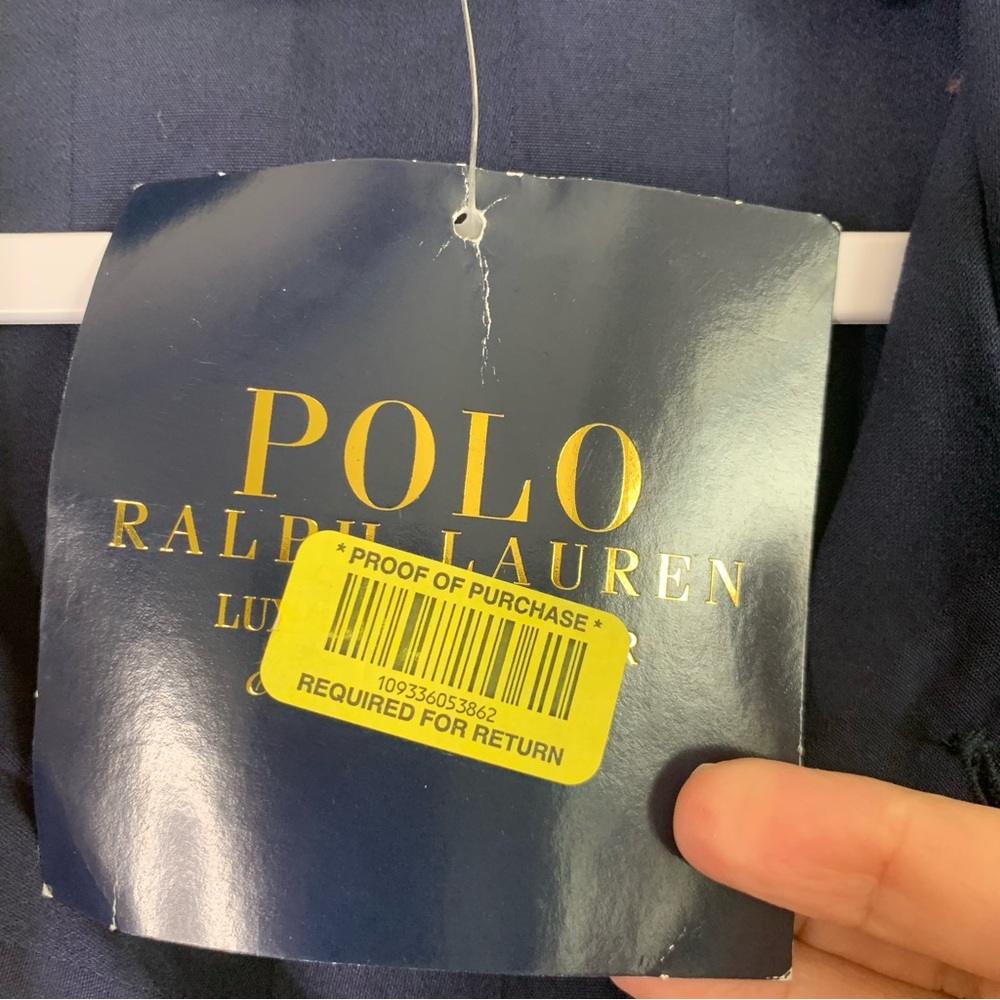 POLO
RALPH LAUREN
* PROOF OF PURCHASE *
109336053862
REQUIRED FOR RETURN